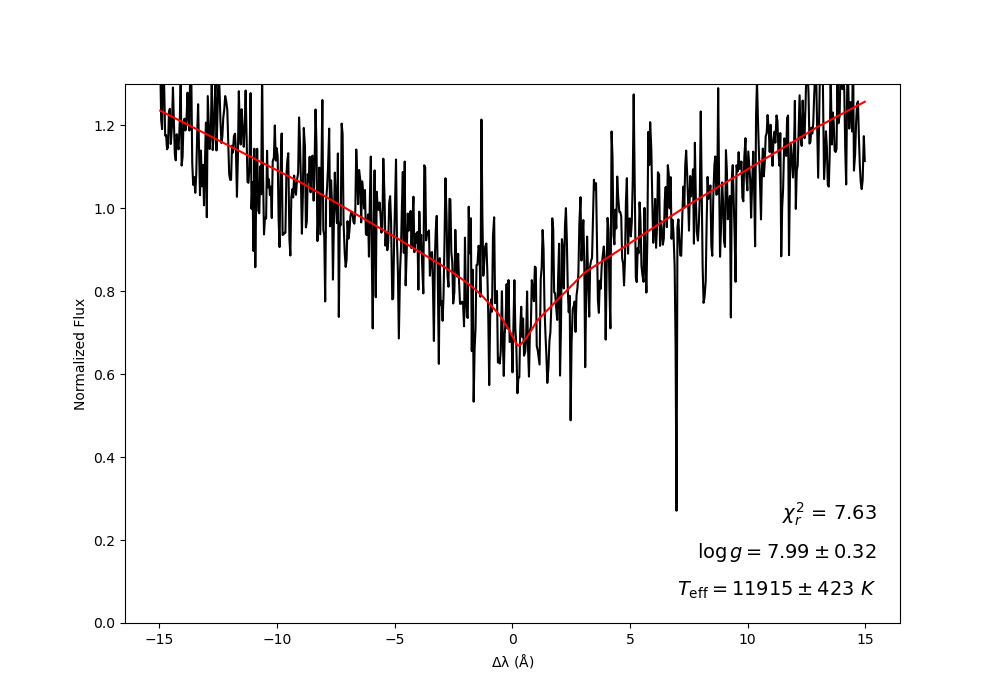 1.2
1.0
0.8
0.6
0.4
0.2
0.0
Normalized Flux
χ²ᵣ = 7.63
log g = 7.99 ± 0.32
T_eff = 11915 ± 423 K
−15 −10 −5 0 5 10 15
Δλ (Å)